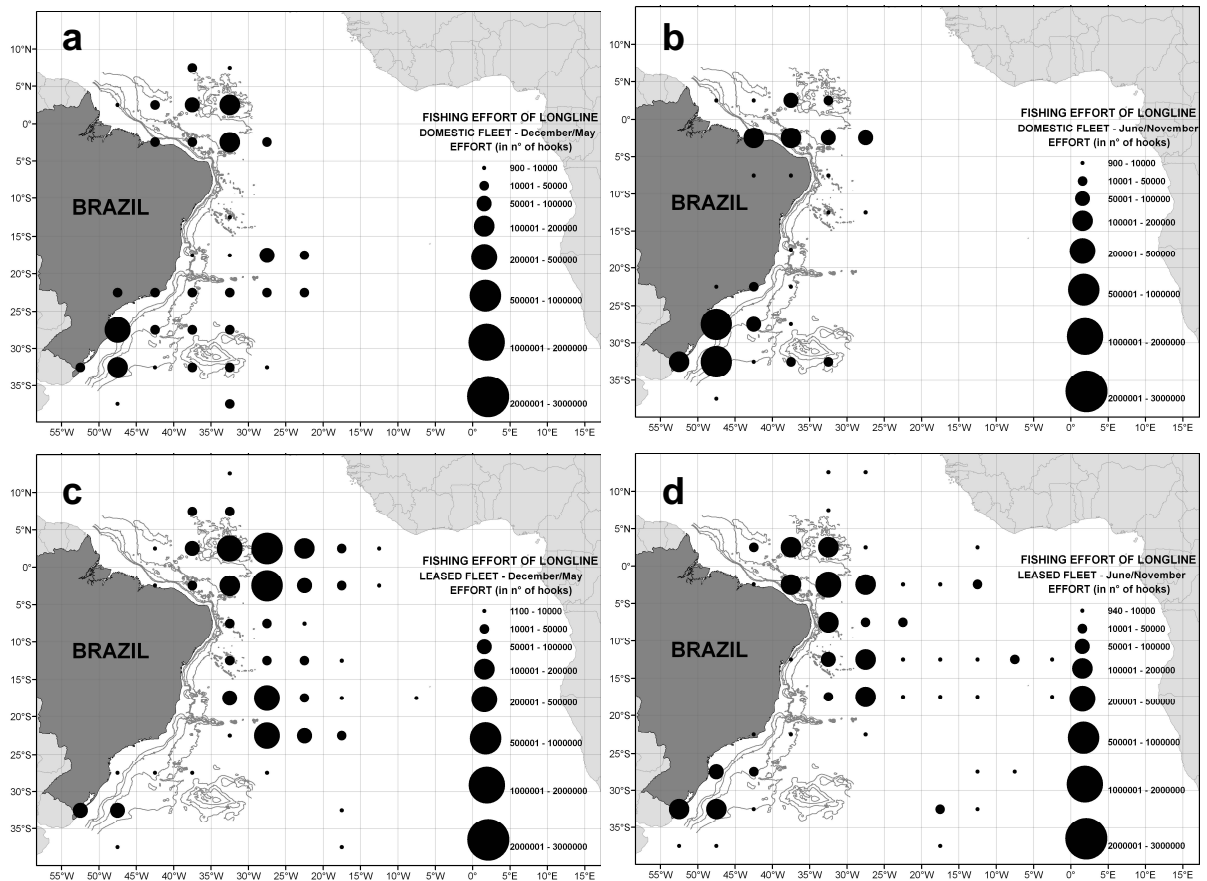 a
10°N
5°N
0°
5°S
10°S
15°S
20°S
25°S
30°S
35°S
BRAZIL
FISHING EFFORT OF LONGLINE
DOMESTIC FLEET - December/May
EFFORT (in n° of hooks)
900 - 10000
10001 - 50000
50001 - 100000
100001 - 200000
200001 - 500000
500001 - 1000000
1000001 - 2000000
2000001 - 3000000
55°W 50°W 45°W 40°W 35°W 30°W 25°W 20°W 15°W 10°W 5°W 0° 5°E 10°E 15°E
b
10°N
5°N
0°
5°S
10°S
15°S
20°S
25°S
30°S
35°S
BRAZIL
FISHING EFFORT OF LONGLINE
DOMESTIC FLEET - June/November
EFFORT (in n° of hooks)
900 - 10000
10001 - 50000
50001 - 100000
100001 - 200000
200001 - 500000
500001 - 1000000
1000001 - 2000000
2000001 - 3000000
55°W 50°W 45°W 40°W 35°W 30°W 25°W 20°W 15°W 10°W 5°W 0° 5°E 10°E 15°E
c
10°N
5°N
0°
5°S
10°S
15°S
20°S
25°S
30°S
35°S
BRAZIL
FISHING EFFORT OF LONGLINE
LEASED FLEET - December/May
EFFORT (in n° of hooks)
1100 - 10000
10001 - 50000
50001 - 100000
100001 - 200000
200001 - 500000
500001 - 1000000
1000001 - 2000000
2000001 - 3000000
55°W 50°W 45°W 40°W 35°W 30°W 25°W 20°W 15°W 10°W 5°W 0° 5°E 10°E 15°E
d
10°N
5°N
0°
5°S
10°S
15°S
20°S
25°S
30°S
35°S
BRAZIL
FISHING EFFORT OF LONGLINE
LEASED FLEET - June/November
EFFORT (in n° of hooks)
940 - 10000
10001 - 50000
50001 - 100000
100001 - 200000
200001 - 500000
500001 - 1000000
1000001 - 2000000
2000001 - 3000000
55°W 50°W 45°W 40°W 35°W 30°W 25°W 20°W 15°W 10°W 5°W 0° 5°E 10°E 15°E